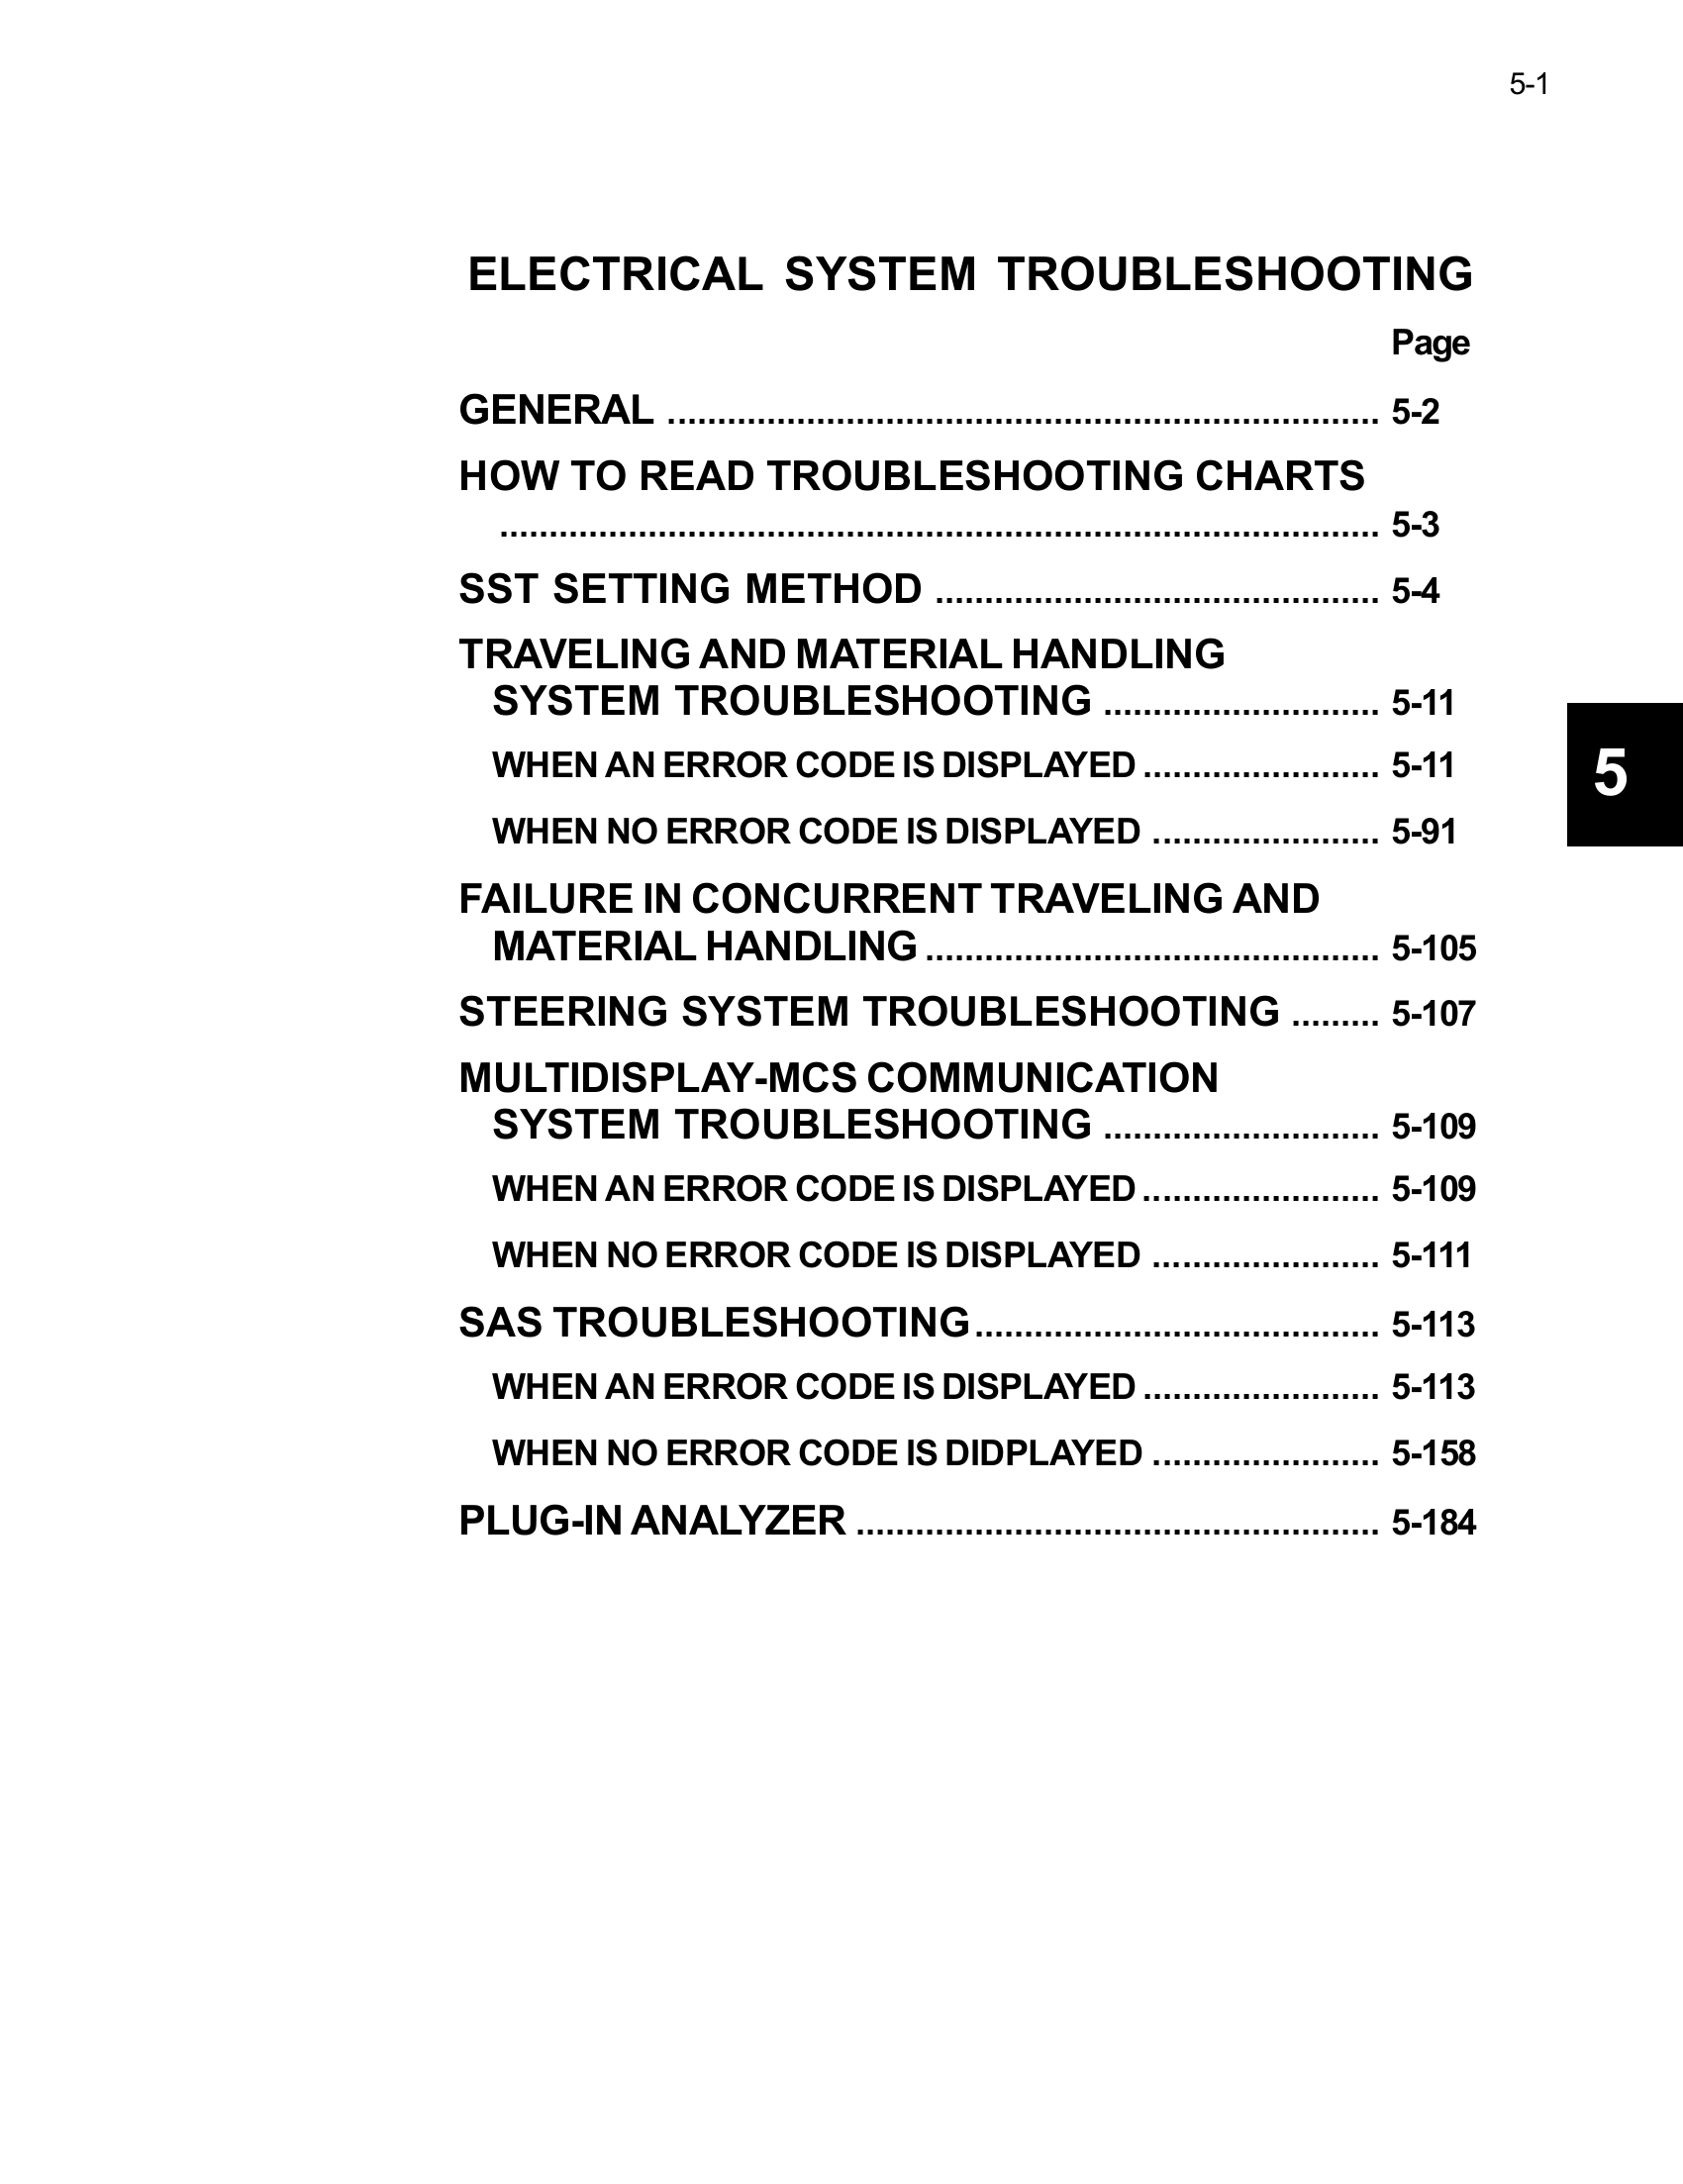 5-1
ELECTRICAL SYSTEM TROUBLESHOOTING
Page
GENERAL ........................................................................ 5-2
HOW TO READ TROUBLESHOOTING CHARTS
......................................................................................... 5-3
SST SETTING METHOD ............................................. 5-4
TRAVELING AND MATERIAL HANDLING
SYSTEM TROUBLESHOOTING ............................ 5-11
5
WHEN AN ERROR CODE IS DISPLAYED ........................ 5-11
WHEN NO ERROR CODE IS DISPLAYED ....................... 5-91
FAILURE IN CONCURRENT TRAVELING AND
MATERIAL HANDLING .............................................. 5-105
STEERING SYSTEM TROUBLESHOOTING ......... 5-107
MULTIDISPLAY-MCS COMMUNICATION
SYSTEM TROUBLESHOOTING ............................ 5-109
WHEN AN ERROR CODE IS DISPLAYED ........................ 5-109
WHEN NO ERROR CODE IS DISPLAYED ....................... 5-111
SAS TROUBLESHOOTING ......................................... 5-113
WHEN AN ERROR CODE IS DISPLAYED ........................ 5-113
WHEN NO ERROR CODE IS DIDPLAYED ....................... 5-158
PLUG-IN ANALYZER ..................................................... 5-184